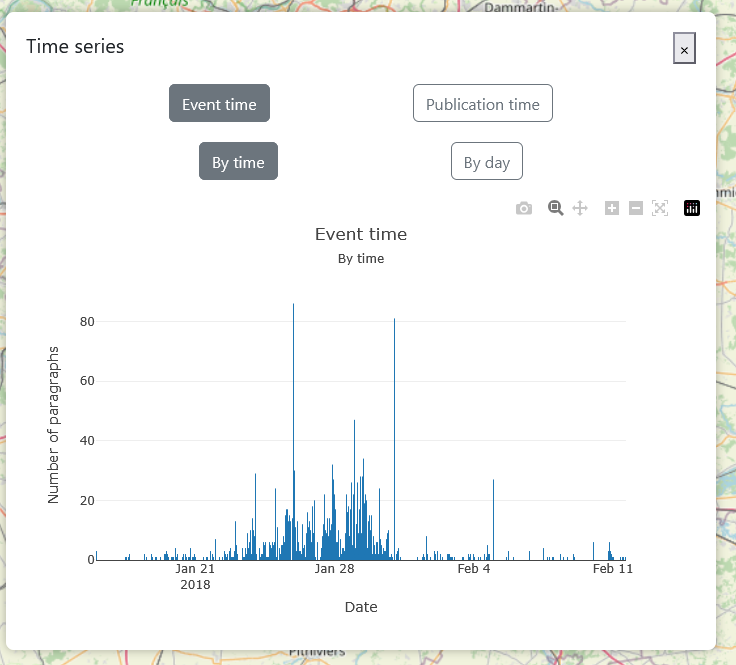 Français
Dammartin-
Time series
×
Event time
Publication time
By time
By day
Event time
By time
80
60
40
20
0
Number of paragraphs
Jan 21
2018
Jan 28
Feb 4
Feb 11
Date
Pithiviers